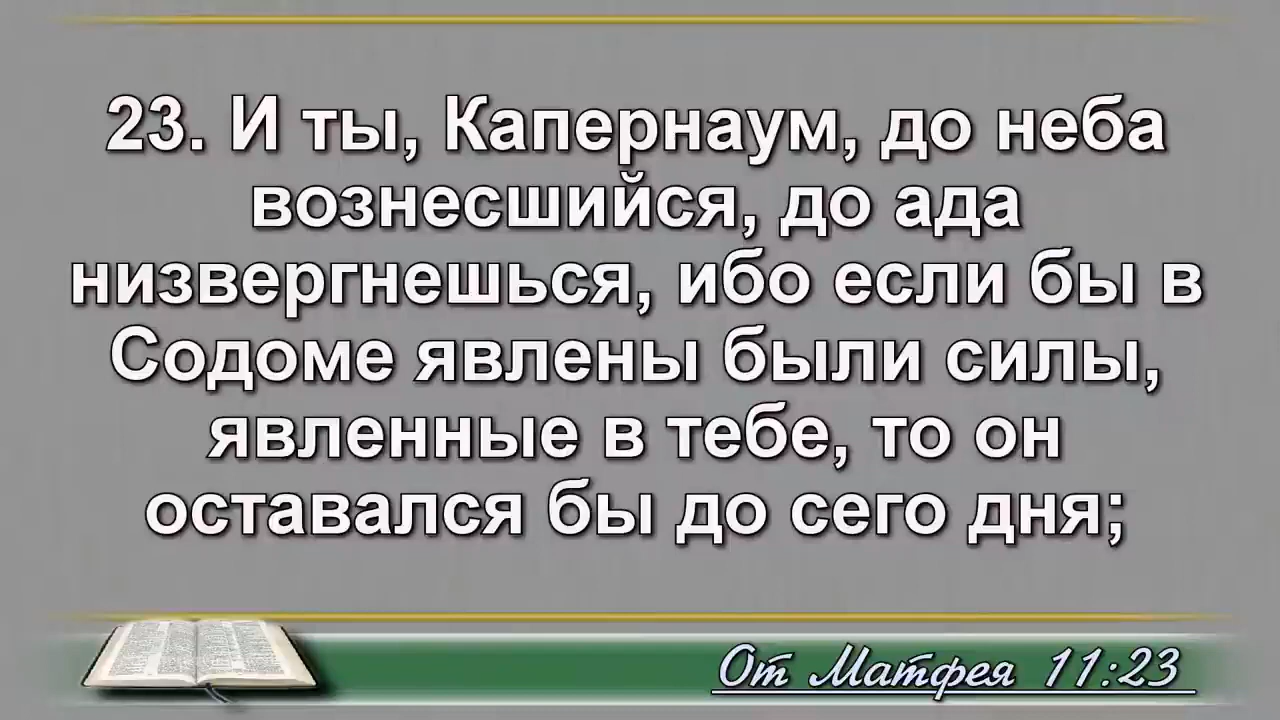 23. И ты, Капернаум, до неба
вознесшийся, до ада
низвергнешься, ибо если бы в
Содоме явлены были силы,
явленные в тебе, то он
оставался бы до сего дня;
От Матфея 11:23